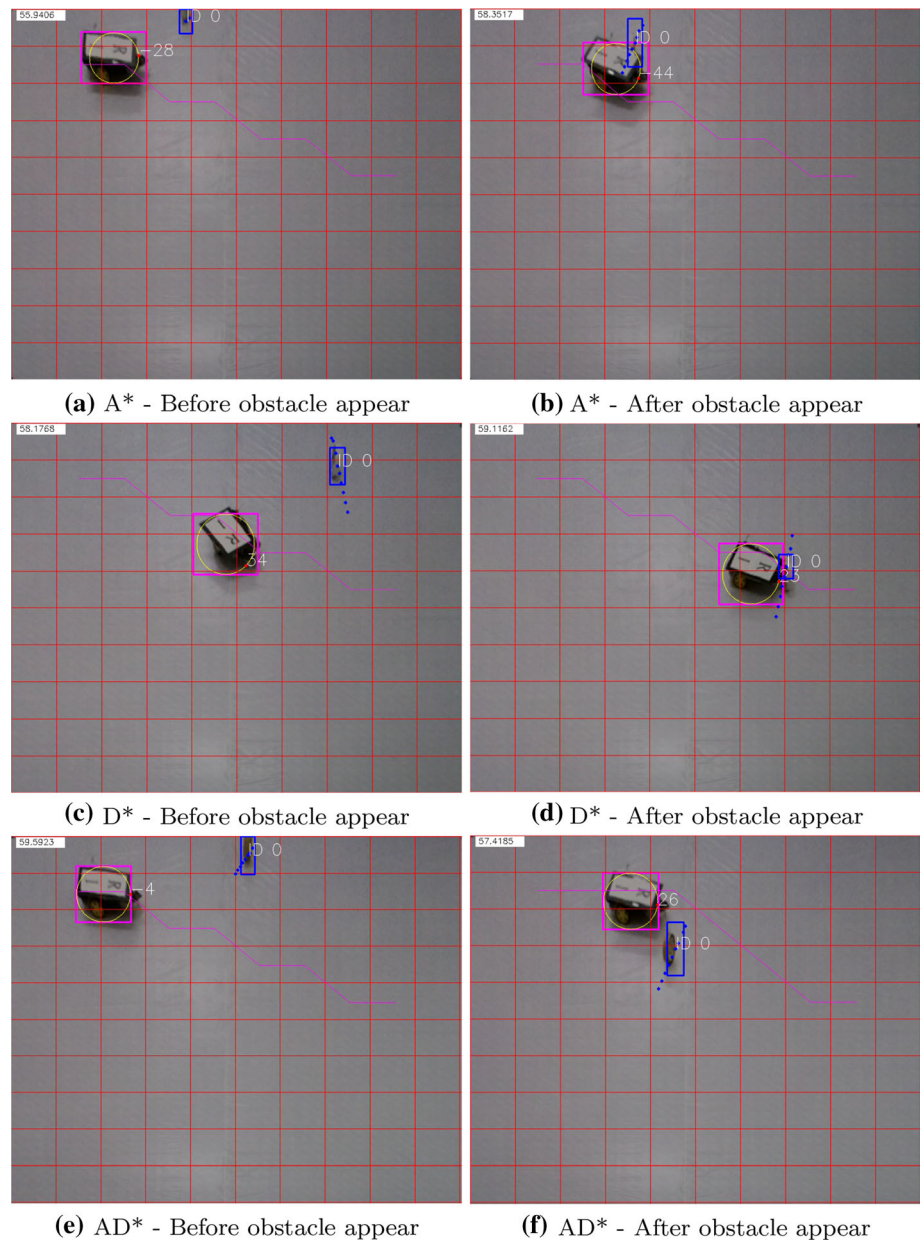 55.9406
ID 0
-28
R
I
(a) A* - Before obstacle appear
58.3517
ID 0
-44
R
I
(b) A* - After obstacle appear
58.1768
ID 0
R
I
34
(c) D* - Before obstacle appear
59.1162
ID 0
R
I
23
(d) D* - After obstacle appear
59.5923
ID 0
-4
R
I
(e) AD* - Before obstacle appear
57.4185
R
I
26
ID 0
(f) AD* - After obstacle appear